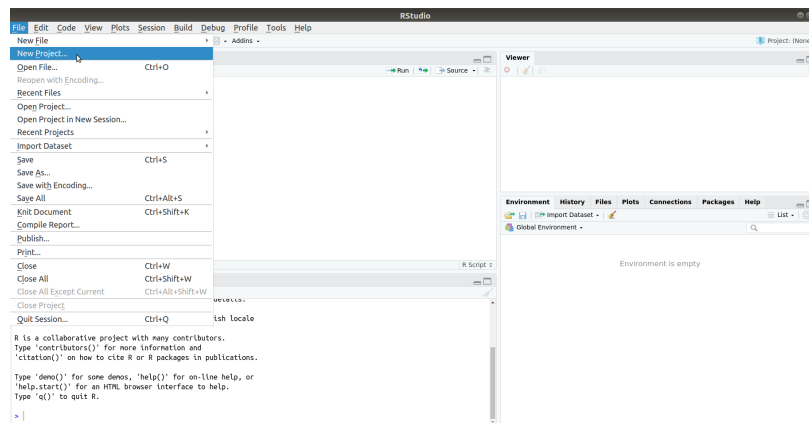 RStudio
File Edit Code View Plots Session Build Debug Profile Tools Help
Addins
Project: (None
New File
New Project...
Open File... Ctrl+O
Reopen with Encoding...
Recent Files
Open Project...
Open Project in New Session...
Recent Projects
Import Dataset
Save Ctrl+S
Save As...
Save with Encoding...
Save All Ctrl+Alt+S
Knit Document Ctrl+Shift+K
Compile Report...
Publish...
Print...
Close Ctrl+W
Close All Ctrl+Shift+W
Close All Except Current Ctrl+Alt+Shift+W
Close Project
Quit Session... Ctrl+Q
Run Source
R Script
Viewer
Environment History Files Plots Connections Packages Help
Import Dataset List
Global Environment
Environment is empty
details.
ish locale
R is a collaborative project with many contributors.
Type 'contributors()' for more information and
'citation()' on how to cite R or R packages in publications.
Type 'demo()' for some demos, 'help()' for on-line help, or
'help.start()' for an HTML browser interface to help.
Type 'q()' to quit R.
>